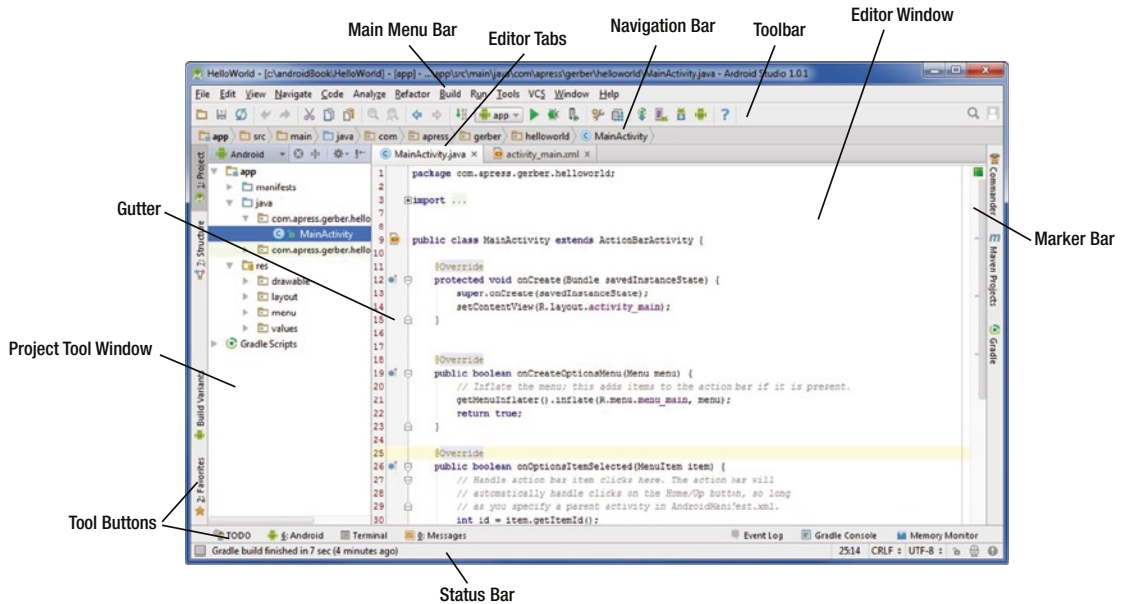 Main Menu Bar
Editor Tabs
Navigation Bar
Toolbar
Editor Window
HelloWorld - [c\androidBook\HelloWorld] - [app] - ...app\src\main\java\com\apress\gerber\helloworld\MainActivity.java - Android Studio 1.0.1
File Edit View Navigate Code Analyze Refactor Build Run Tools VCS Window Help
app
app src main java com apress gerber helloworld MainActivity
1: Project
7: Structure
Build Variants
2: Favorites
Android
app
manifests
java
com.apress.gerber.hello
MainActivity
com.apress.gerber.hello
res
drawable
layout
menu
values
Gradle Scripts
MainActivity.java × activity_main.xml ×
1 package com.apress.gerber.helloworld;
2
3 import ...
7
8
9 public class MainActivity extends ActionBarActivity {
10
11 @Override
12 protected void onCreate(Bundle savedInstanceState) {
13 super.onCreate(savedInstanceState);
14 setContentView(R.layout.activity_main);
15 }
16
17
18 @Override
19 public boolean onCreateOptionsMenu(Menu menu) {
20 // Inflate the menu; this adds items to the action bar if it is present.
21 getMenuInflater().inflate(R.menu.menu_main, menu);
22 return true;
23 }
24
25 @Override
26 public boolean onOptionsItemSelected(MenuItem item) {
27 // Handle action bar item clicks here. The action bar will
28 // automatically handle clicks on the Home/Up button, so long
29 // as you specify a parent activity in AndroidManifest.xml.
30 int id = item.getItemId();
Commander
m Maven Projects
Gradle
Gutter
Marker Bar
Project Tool Window
Tool Buttons
TODO 6: Android Terminal 0: Messages Event Log Gradle Console Memory Monitor
Gradle build finished in 7 sec (4 minutes ago) 25:14 CRLF UTF-8
Status Bar